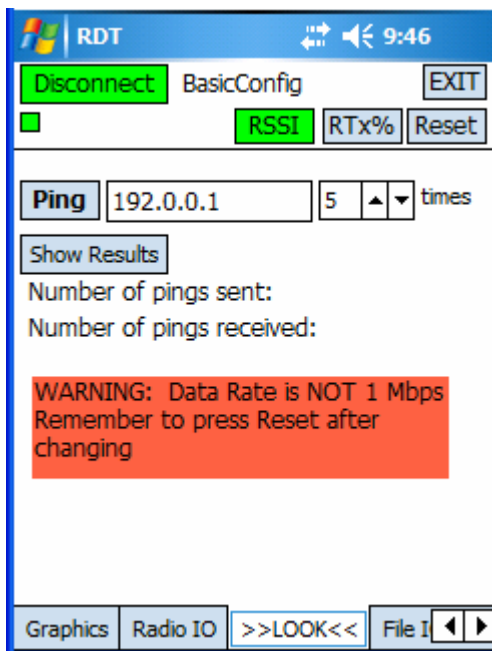 RDT 9:46
Disconnect BasicConfig EXIT
RSSI RTx% Reset
Ping 192.0.0.1 5 times
Show Results
Number of pings sent:
Number of pings received:
WARNING: Data Rate is NOT 1 Mbps
Remember to press Reset after
changing
Graphics Radio IO >>LOOK<< File